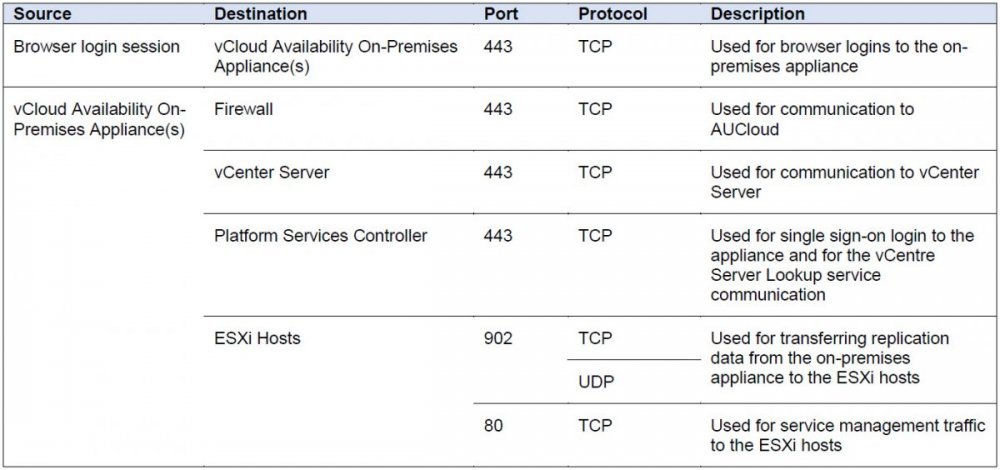 Source Destination Port Protocol Description
Browser login session vCloud Availability On-Premises 443 TCP Used for browser logins to the on-
Appliance(s) premises appliance
vCloud Availability On- Firewall 443 TCP Used for communication to
Premises Appliance(s) AUCloud
vCenter Server 443 TCP Used for communication to vCenter
Server
Platform Services Controller 443 TCP Used for single sign-on login to the
appliance and for the vCentre
Server Lookup service
communication
ESXi Hosts 902 TCP Used for transferring replication
data from the on-premises
UDP appliance to the ESXi hosts
80 TCP Used for service management traffic
to the ESXi hosts